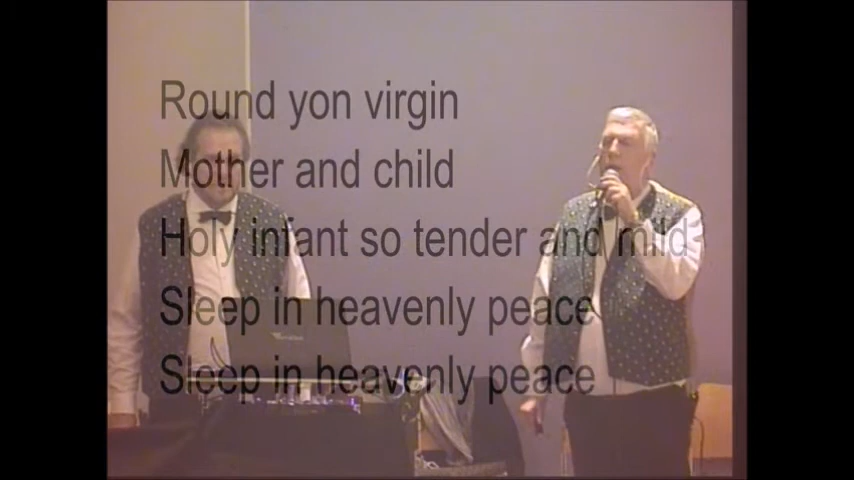 Round yon virgin
Mother and child
Holy infant so tender and mild
Sleep in heavenly peace
Sleep in heavenly peace